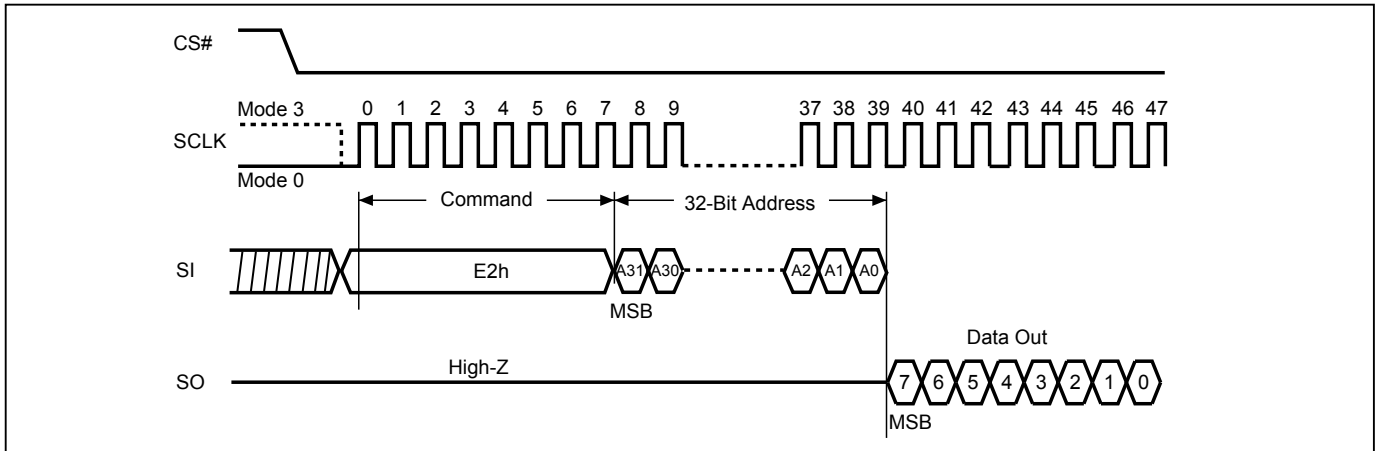 CS#
Mode 3
0 1 2 3 4 5 6 7 8 9 37 38 39 40 41 42 43 44 45 46 47
SCLK
Mode 0
Command
32-Bit Address
SI
E2h
A31 A30 A2 A1 A0
MSB
Data Out
High-Z
SO
7 6 5 4 3 2 1 0
MSB